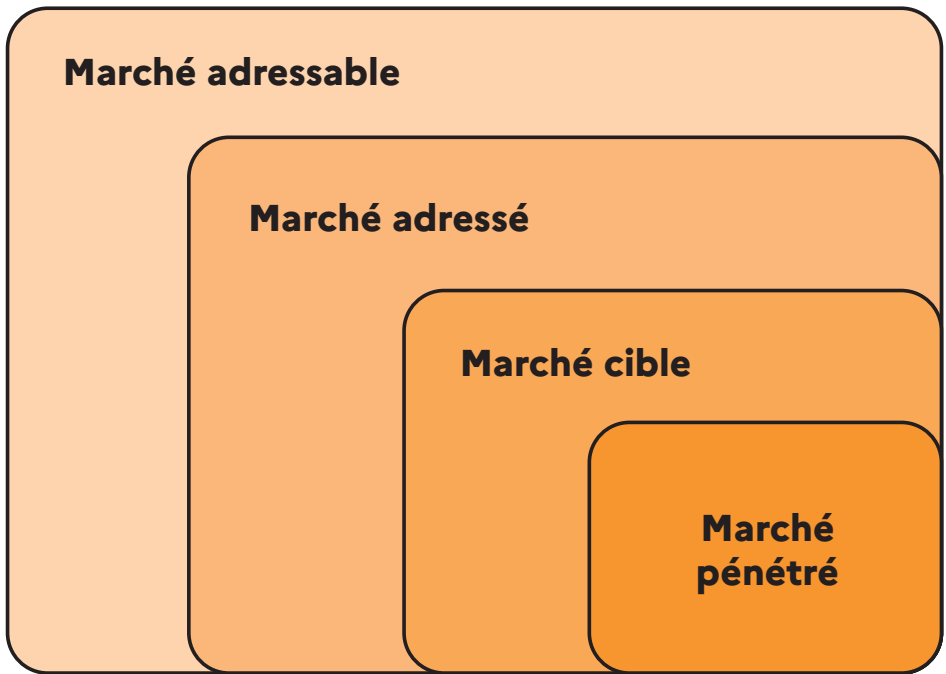 Marché adressable
Marché adressé
Marché cible
Marché
pénétré